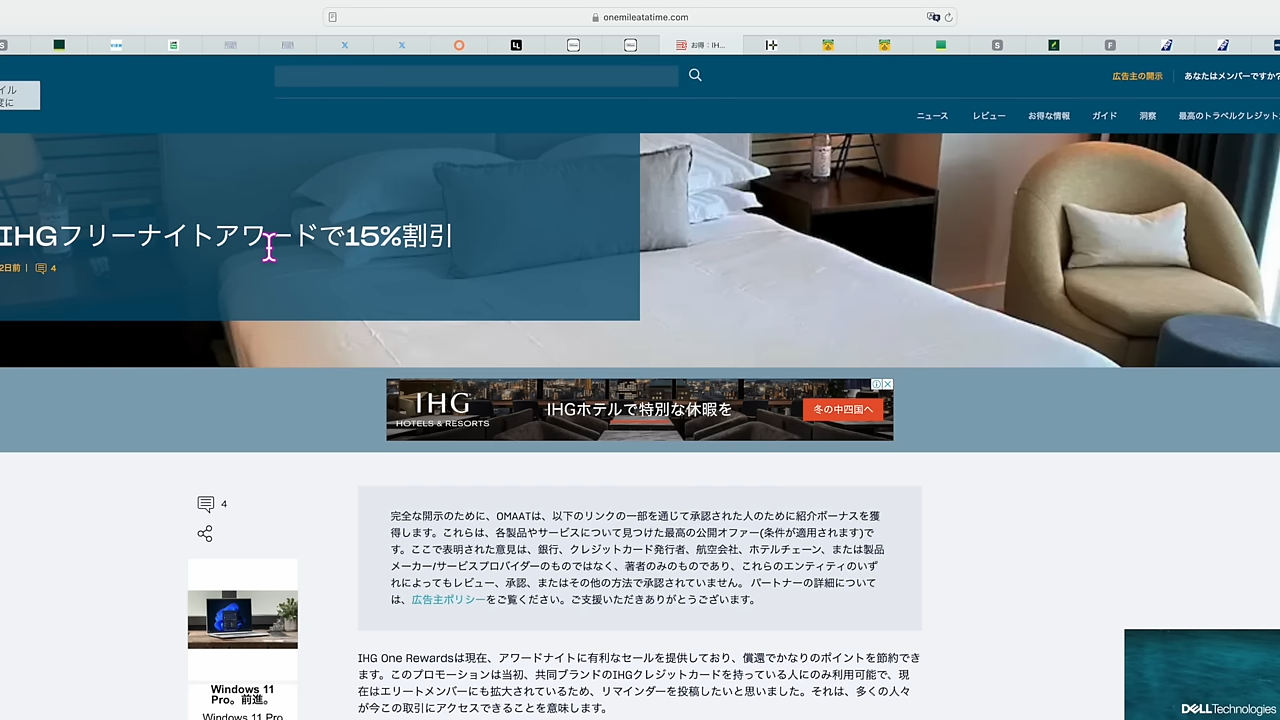 onemileatatime.com
お得：IH...
イル
度に
広告主の開示
あなたはメンバーですか?
ニュース
レビュー
お得な情報
ガイド
洞察
最高のトラベルクレジット
IHGフリーナイトアワードで15%割引
2日前 | 4
IHG
HOTELS & RESORTS
IHGホテルで特別な休暇を
冬の中四国へ
4
完全な開示のために、OMAATは、以下のリンクの一部を通じて承認された人のために紹介ボーナスを獲
得します。これらは、各製品やサービスについて見つけた最高の公開オファー(条件が適用されます)で
す。ここで表明された意見は、銀行、クレジットカード発行者、航空会社、ホテルチェーン、または製品
メーカー/サービスプロバイダーのものではなく、著者のみのものであり、これらのエンティティのいず
れによってもレビュー、承認、またはその他の方法で承認されていません。 パートナーの詳細について
は、広告主ポリシーをご覧ください。ご支援いただきありがとうございます。
IHG One Rewardsは現在、アワードナイトに有利なセールを提供しており、償還でかなりのポイントを節約でき
ます。このプロモーションは当初、共同ブランドのIHGクレジットカードを持っている人にのみ利用可能で、現
在はエリートメンバーにも拡大されているため、リマインダーを投稿したいと思いました。それは、多くの人々
が今この取引にアクセスできることを意味します。
Windows 11
Pro。前進。
Windows 11 Pro
DELLTechnologies